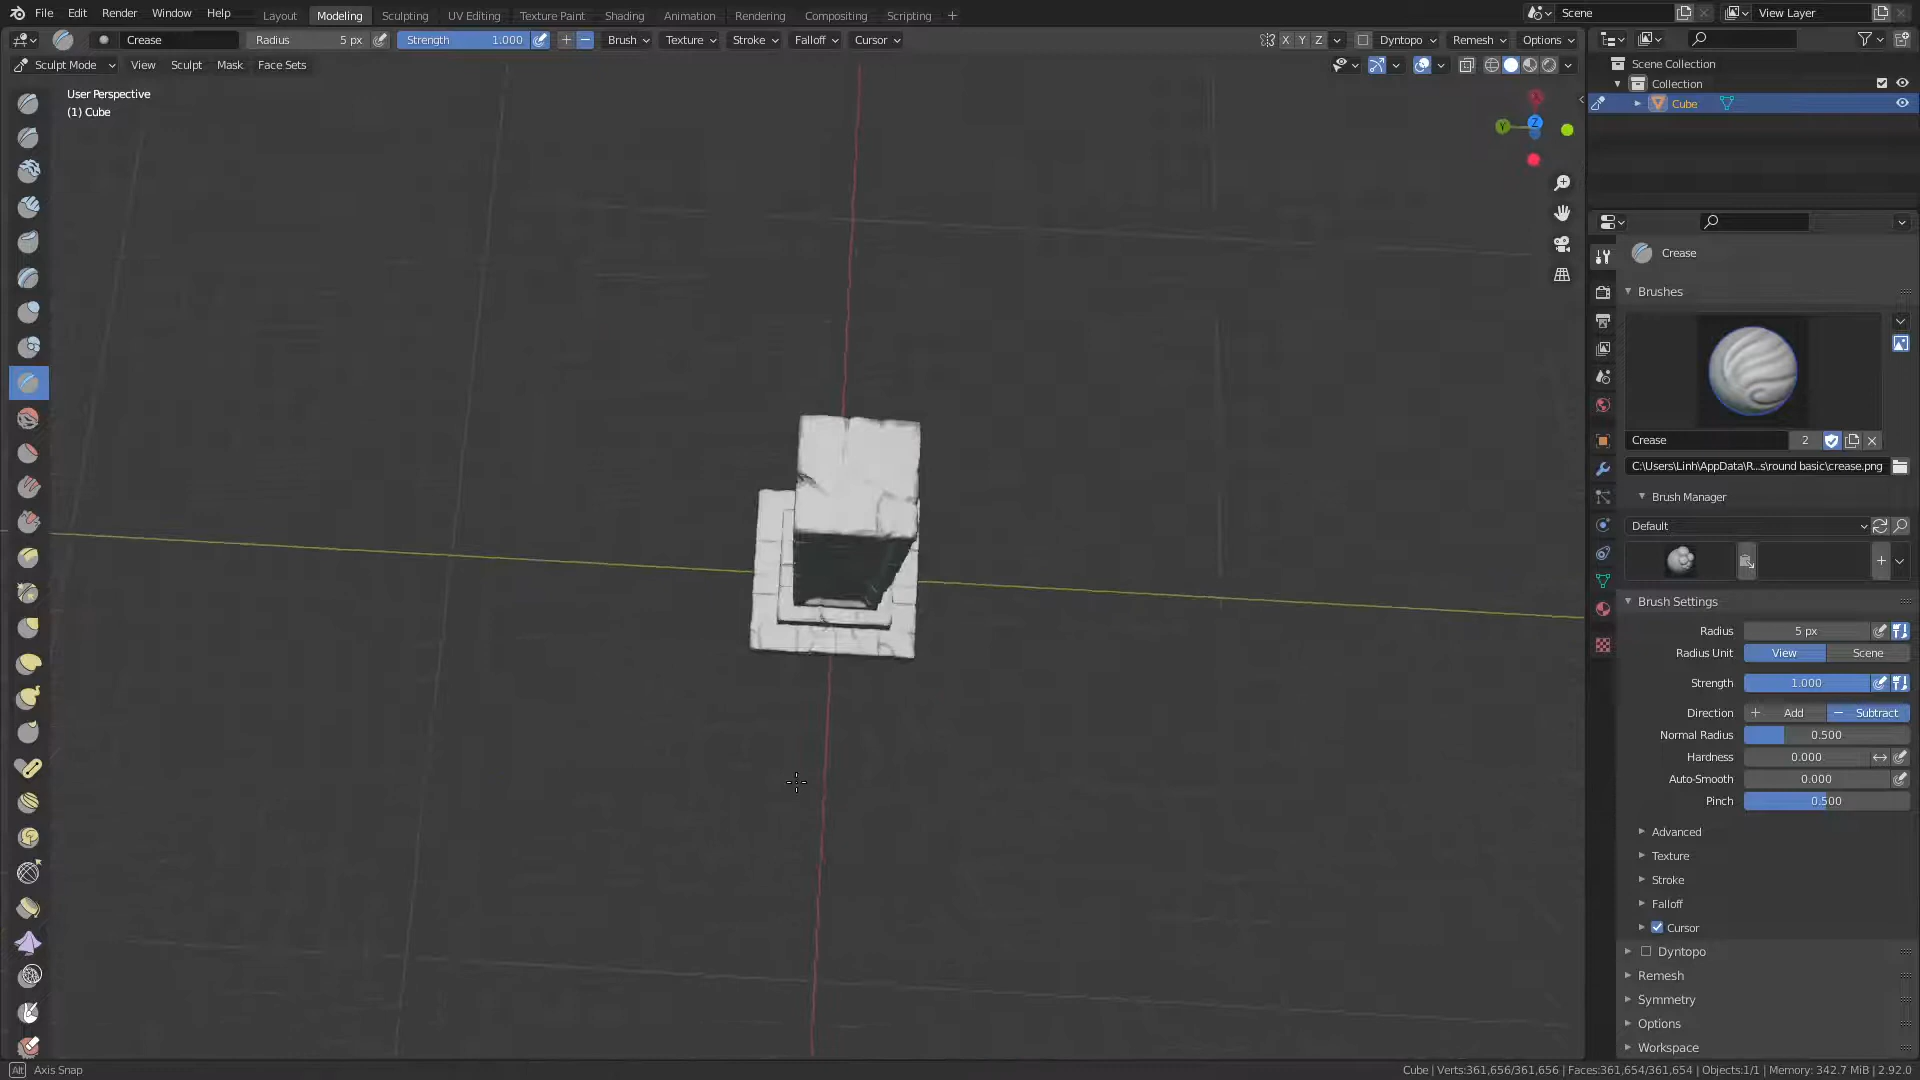 File Edit Render Window Help Layout Modeling Sculpting UV Editing Texture Paint Shading Animation Rendering Compositing Scripting + Scene View Layer
Crease Radius 5 px Strength 1.000 + − Brush Texture Stroke Falloff Cursor X Y Z Dyntopo Remesh Options
Sculpt Mode View Sculpt Mask Face Sets
User Perspective
(1) Cube
Y Z
Scene Collection
Collection
Cube
Crease
Brushes
Crease 2
C:\Users\Linh\AppData\R...s\round basic\crease.png
Brush Manager
Default
Brush Settings
Radius 5 px
Radius Unit View Scene
Strength 1.000
Direction + Add − Subtract
Normal Radius 0.500
Hardness 0.000
Auto-Smooth 0.000
Pinch 0.500
Advanced
Texture
Stroke
Falloff
Cursor
Dyntopo
Remesh
Symmetry
Options
Workspace
Alt Axis Snap
Cube | Verts:361,656/361,656 | Faces:361,654/361,654 | Objects:1/1 | Memory: 342.7 MiB | 2.92.0